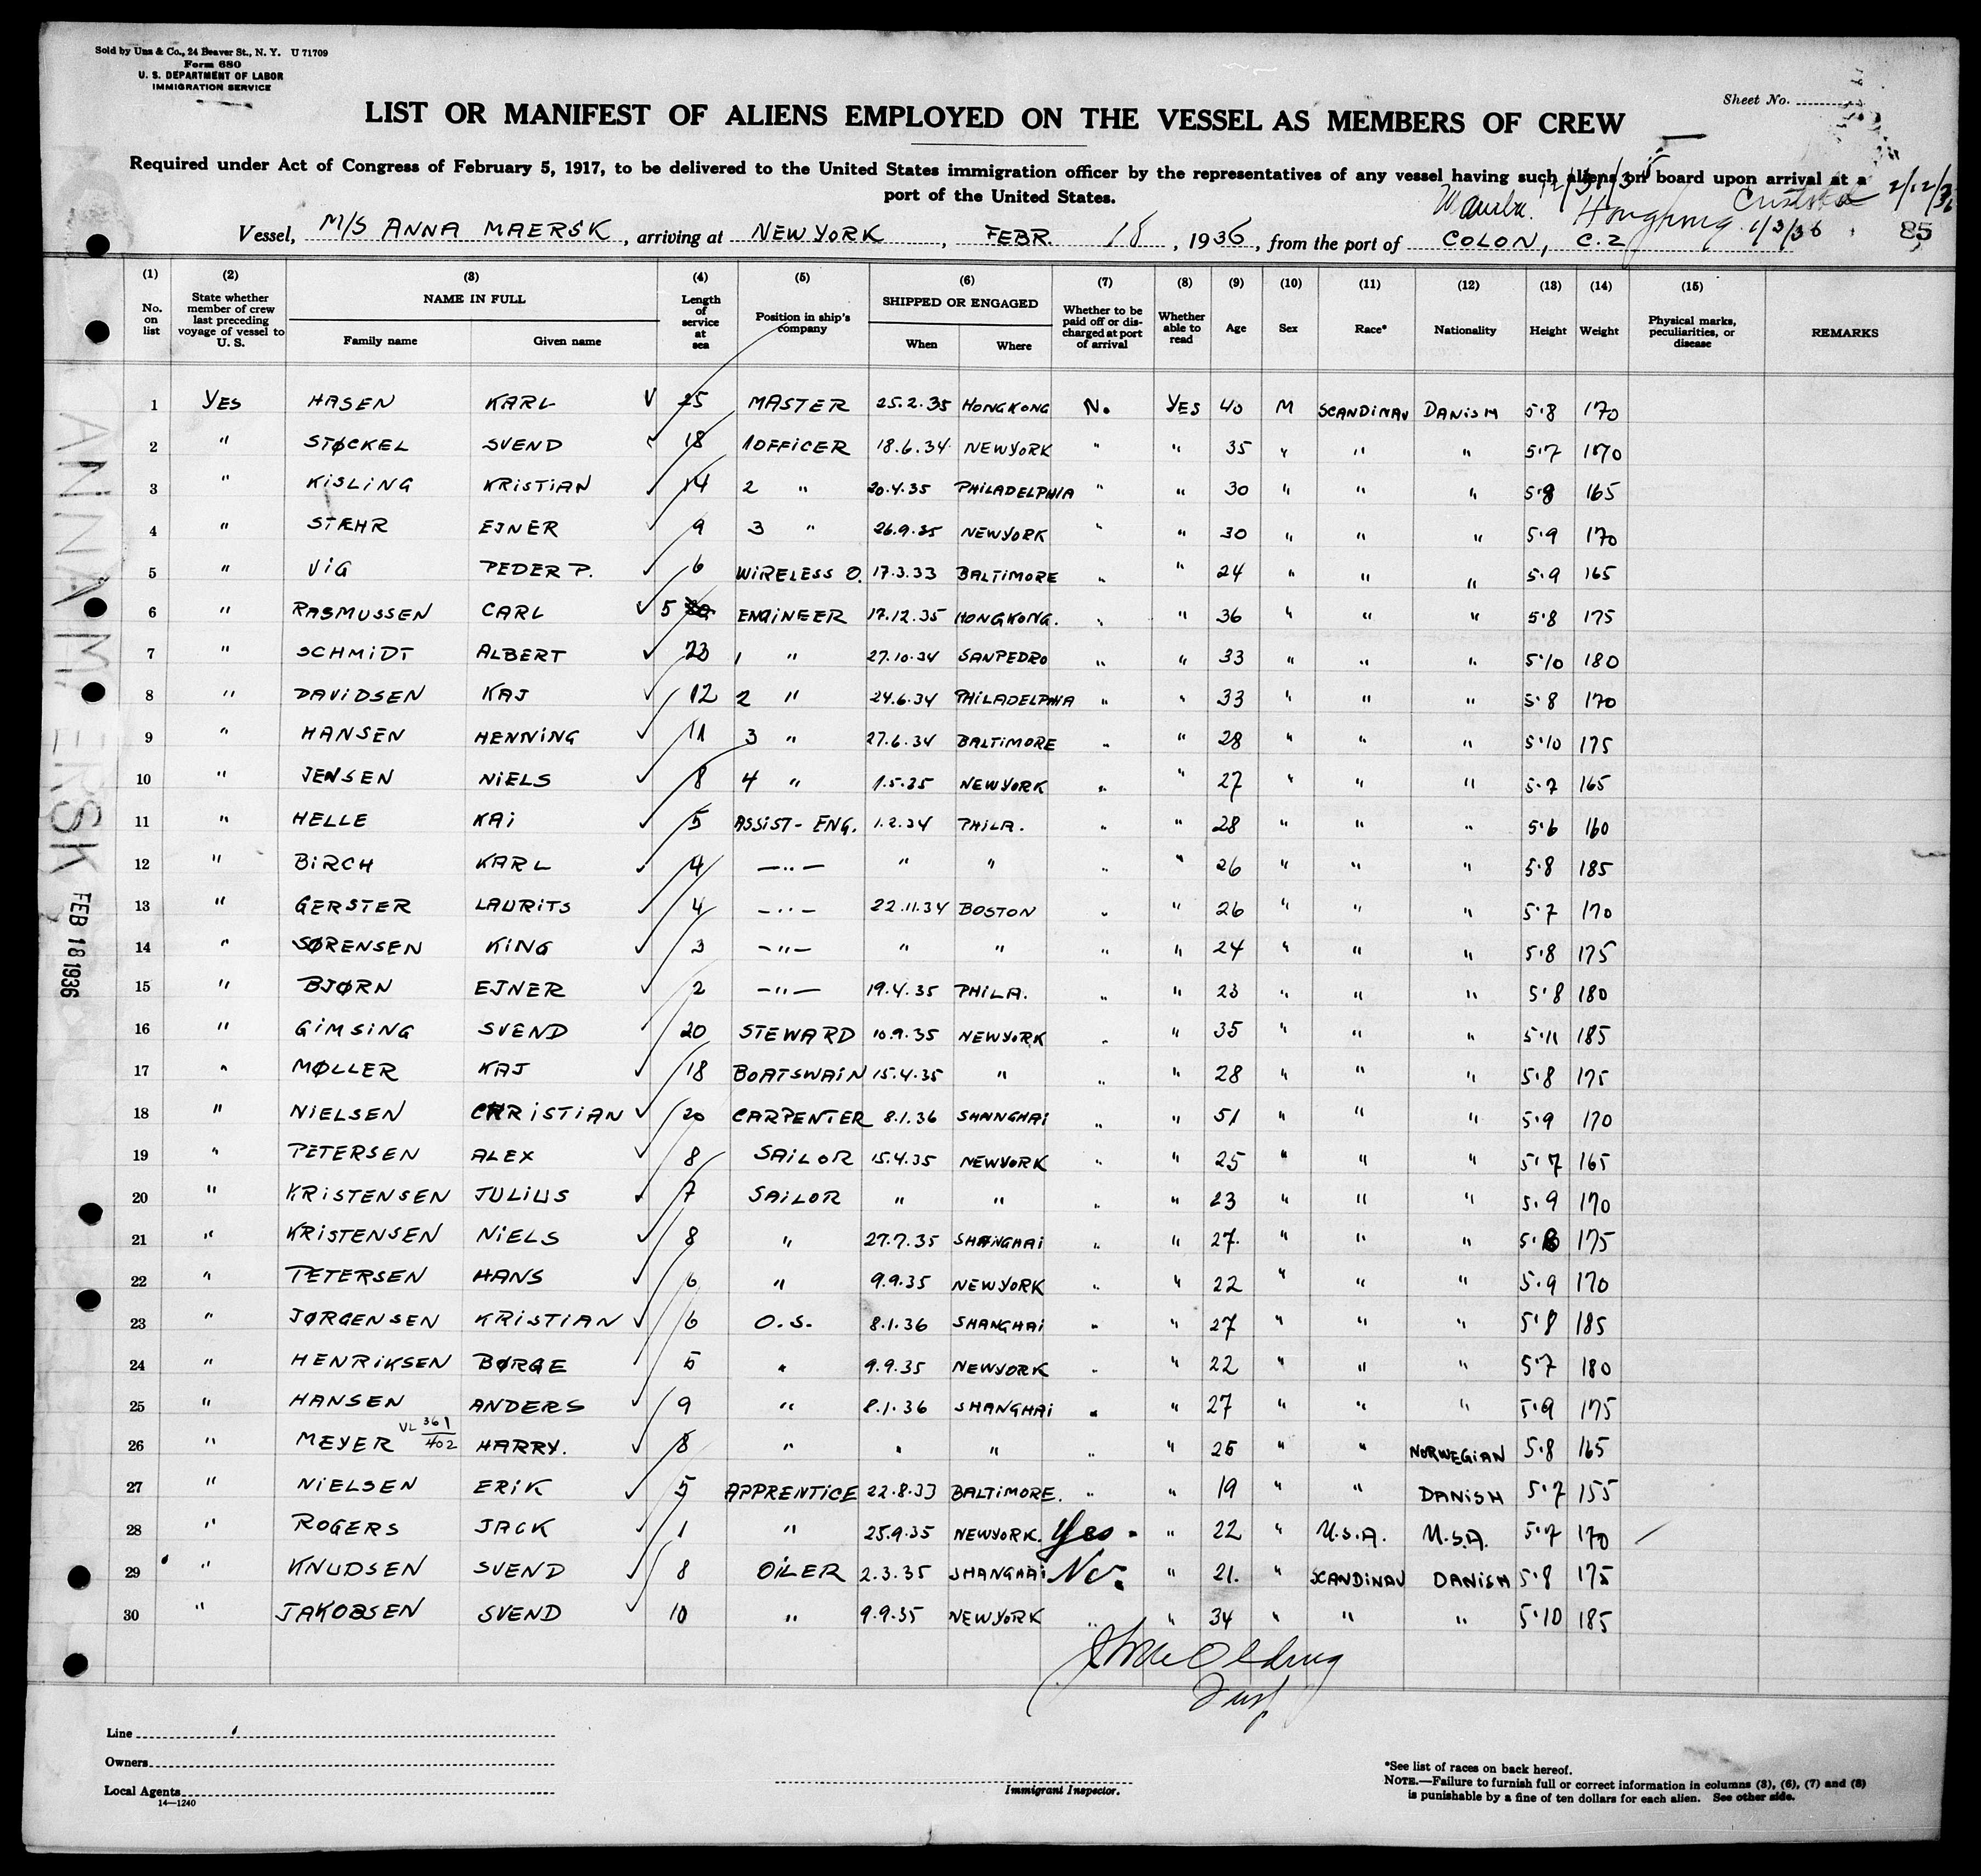 Sold by Unz & Co., 24 Beaver St., N. Y. U 71709
Form 680
U. S. DEPARTMENT OF LABOR
IMMIGRATION SERVICE
Sheet No.
LIST OR MANIFEST OF ALIENS EMPLOYED ON THE VESSEL AS MEMBERS OF CREW
Required under Act of Congress of February 5, 1917, to be delivered to the United States immigration officer by the representatives of any vessel having such aliens on board upon arrival at a
port of the United States.
12/31/35 Cristobal 2/12/36
Hongkong 1/3/36 85
Vessel, M/S ANNA MAERSK, arriving at NEW YORK, FEBR. 18, 1936, from the port of COLON, C.Z
(1) (2) (3) (4) (5) (6) (7) (8) (9) (10) (11) (12) (13) (14) (15)
No. on list State whether member of crew last preceding voyage of vessel to U. S. NAME IN FULL Family name Given name Length of service at sea Position in ship's company SHIPPED OR ENGAGED When Where Whether to be paid off or discharged at port of arrival Whether able to read Age Sex Race* Nationality Height Weight Physical marks, peculiarities, or disease REMARKS
1 YES HASEN KARL 25 MASTER 25.2.35 HONGKONG No YES 40 M SCANDINAV DANISH 5'8 170
2 " STØCKEL SVEND 18 1 OFFICER 18.6.34 NEWYORK " " 35 " " " 5'7 170
3 " KISLING KRISTIAN 14 2 " 20.4.35 PHILADELPHIA " " 30 " " " 5'8 165
4 " STÆHR EJNER 9 3 " 26.9.35 NEWYORK " " 30 " " " 5'9 170
5 " VIG PEDER P. 6 WIRELESS O. 17.3.33 BALTIMORE " " 24 " " " 5'9 165
6 " RASMUSSEN CARL 5 ENGINEER 17.12.35 HONGKONG. " " 36 " " " 5'8 175
7 " SCHMIDT ALBERT 23 1 " 27.10.34 SANPEDRO " " 33 " " " 5'10 180
8 " DAVIDSEN KAJ 12 2 " 24.6.34 PHILADELPHIA " " 33 " " " 5'8 170
9 " HANSEN HENNING 11 3 " 27.6.34 BALTIMORE " " 28 " " " 5'10 175
10 " JENSEN NIELS 8 4 " 1.5.35 NEWYORK " " 27 " " " 5'7 165
11 " HELLE KAI 5 ASSIST-ENG. 1.2.34 PHILA. " " 28 " " " 5'6 160
12 " BIRCH KARL 4 —"— " " " " 26 " " " 5'8 185
13 " GERSTER LAURITS 4 —"— 22.11.34 BOSTON " " 26 " " " 5'7 170
14 " SØRENSEN KING 3 —"— " " " " 24 " " " 5'8 175
15 " BJØRN EJNER 2 —"— 19.4.35 PHILA. " " 23 " " " 5'8 180
16 " GIMSING SVEND 20 STEWARD 10.9.35 NEWYORK " " 35 " " " 5'11 185
17 " MØLLER KAJ 18 BOATSWAIN 15.4.35 " " " 28 " " " 5'8 175
18 " NIELSEN CHRISTIAN 20 CARPENTER 8.1.36 SHANGHAI " " 51 " " " 5'9 170
19 " PETERSEN ALEX 8 SAILOR 15.4.35 NEWYORK " " 25 " " " 5'7 165
20 " KRISTENSEN JULIUS 7 SAILOR " " " " 23 " " " 5'9 170
21 " KRISTENSEN NIELS 8 " 27.7.35 SHANGHAI " " 27 " " " 5'8 175
22 " PETERSEN HANS 6 " 9.9.35 NEWYORK " " 22 " " " 5'9 170
23 " JØRGENSEN KRISTIAN 6 O.S. 8.1.36 SHANGHAI " " 27 " " " 5'8 185
24 " HENRIKSEN BØRGE 5 " 9.9.35 NEWYORK " " 22 " " " 5'7 180
25 " HANSEN ANDERS 9 " 8.1.36 SHANGHAI " " 27 " " " 5'9 175
26 " MEYER VL 361/402 HARRY. 8 " " " " " 25 " " NORWEGIAN 5'8 165
27 " NIELSEN ERIK 5 APPRENTICE 22.8.33 BALTIMORE. " " 19 " " DANISH 5'7 155
28 " ROGERS JACK 1 " 25.9.35 NEWYORK. Yes " 22 " U.S.A. U.S.A. 5'7 170
29 " KNUDSEN SVEND 8 OILER 2.3.35 SHANGHAI No. " 21. " SCANDINAV DANISH 5'8 175
30 " JAKOBSEN SVEND 10 " 9.9.35 NEWYORK " " 34 " " " 5'10 185
ANNA MÆRSK FEB 18 1936
Line
Owners
Local Agents
14—1240
Immigrant Inspector.
*See list of races on back hereof.
NOTE.—Failure to furnish full or correct information in columns (3), (6), (7) and (8)
is punishable by a fine of ten dollars for each alien. See other side.